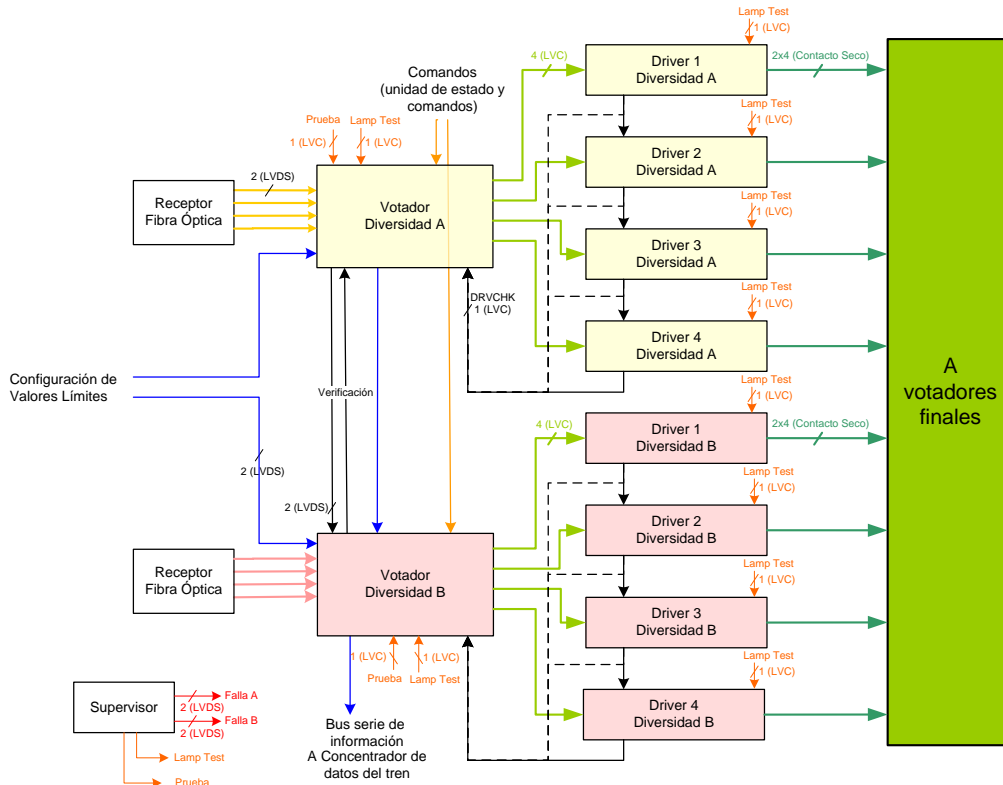 Lamp Test
1 (LVC)
4 (LVC)
Driver 1
Diversidad A
2x4 (Contacto Seco)
Comandos
(unidad de estado y
comandos)
Prueba
1 (LVC)
Lamp Test
1 (LVC)
Lamp Test
1 (LVC)
Driver 2
Diversidad A
2 (LVDS)
Receptor
Fibra Óptica
Votador
Diversidad A
Lamp Test
1 (LVC)
Driver 3
Diversidad A
DRVCHK
1 (LVC)
Lamp Test
1 (LVC)
Driver 4
Diversidad A
A
votadores
finales
Configuración de
Valores Límites
Verificación
Lamp Test
1 (LVC)
4 (LVC)
Driver 1
Diversidad B
2x4 (Contacto Seco)
2 (LVDS)
2 (LVDS)
Lamp Test
1 (LVC)
Driver 2
Diversidad B
Receptor
Fibra Óptica
Votador
Diversidad B
Lamp Test
1 (LVC)
Driver 3
Diversidad B
1 (LVC)
Prueba
1 (LVC)
Lamp Test
Lamp Test
1 (LVC)
Driver 4
Diversidad B
Supervisor
Falla A
2 (LVDS)
Falla B
2 (LVDS)
Lamp Test
Prueba
Bus serie de
información
A Concentrador de
datos del tren